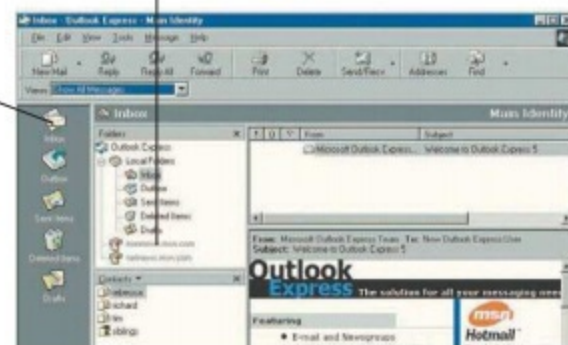 Inbox - Outlook Express - Main Identity
File Edit View Tools Message Help
New Mail Reply Reply All Forward Print Delete Send/Recv Addresses Find
Views Show All Messages
Inbox Main Identity
Inbox
Outbox
Sent Items
Deleted Items
Drafts
Folders
Outlook Express
Local Folders
Inbox
Outbox
Sent Items
Deleted Items
Drafts
Contacts
rebecca
richard
tim
siblings
! From Subject
Microsoft Outlook Express... Welcome to Outlook Express 5
From: Microsoft Outlook Express Team To: New Outlook Express User
Subject: Welcome to Outlook Express 5
Outlook
Express The solution for all your messaging need
msn
Hotmail
Featuring
E-mail and Newsgroups